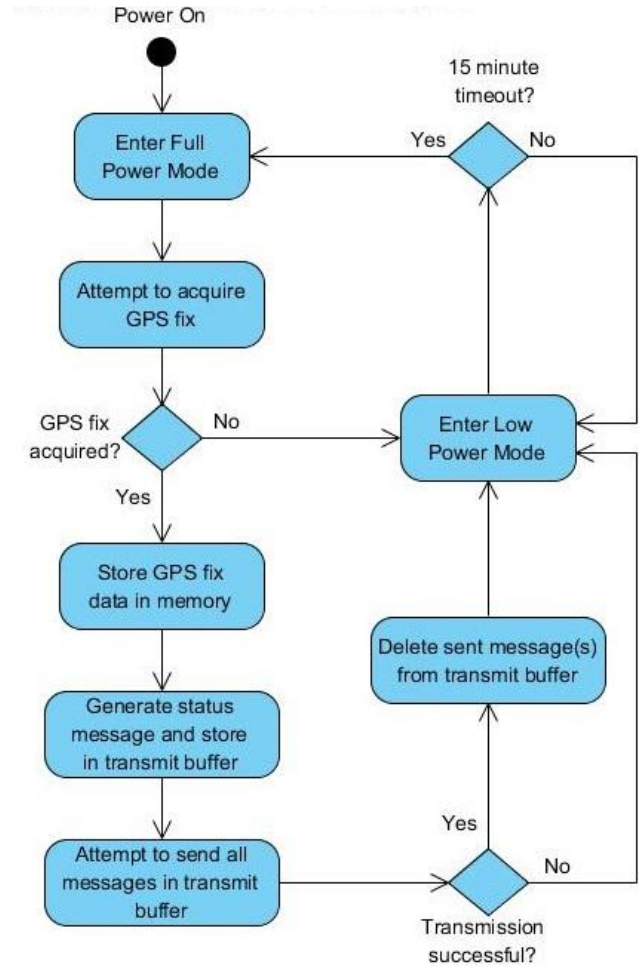 Power On
15 minute
timeout?
Enter Full
Power Mode
Yes
No
Attempt to acquire
GPS fix
GPS fix
acquired?
No
Enter Low
Power Mode
Yes
Store GPS fix
data in memory
Delete sent message(s)
from transmit buffer
Generate status
message and store
in transmit buffer
Yes
Attempt to send all
messages in transmit
buffer
No
Transmission
successful?